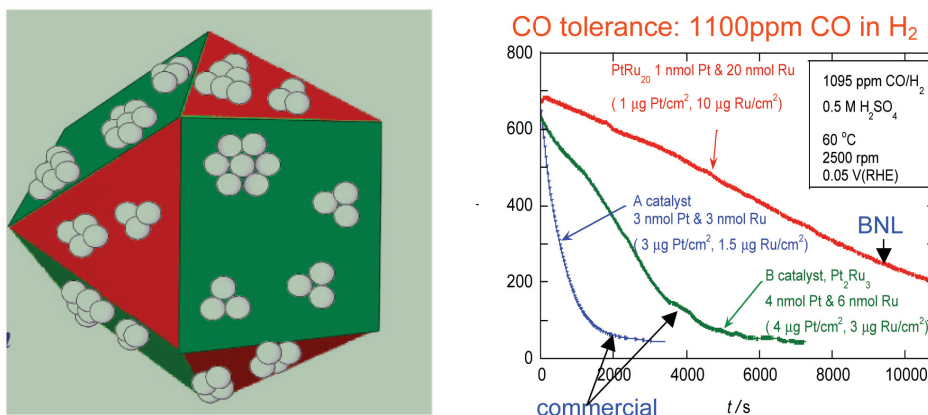 CO tolerance: 1100ppm CO in H₂
800
600
400
200
0
PtRu₂₀ 1 nmol Pt & 20 nmol Ru
( 1 μg Pt/cm², 10 μg Ru/cm²)
1095 ppm CO/H₂
0.5 M H₂SO₄
60 °C
2500 rpm
0.05 V(RHE)
A catalyst
3 nmol Pt & 3 nmol Ru
( 3 μg Pt/cm², 1.5 μg Ru/cm²)
BNL
B catalyst, Pt₂Ru₃
4 nmol Pt & 6 nmol Ru
( 4 μg Pt/cm², 3 μg Ru/cm²)
0 2000 4000 6000 8000 10000
commercial
t/s